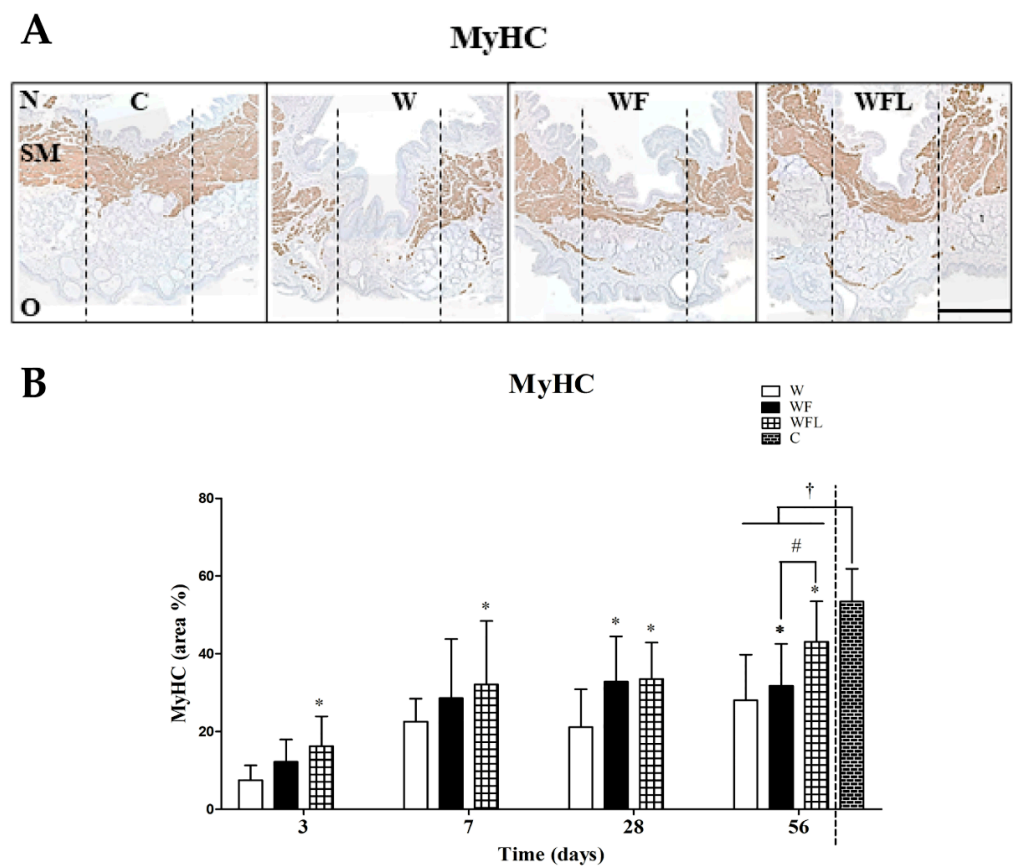 A
MyHC
N C W WF WFL
SM
O
B
MyHC
W
WF
WFL
C
†
80
#
60
*
*
*
*
*
*
MyHC (area %)
40
20
0
3 7 28 56
Time (days)